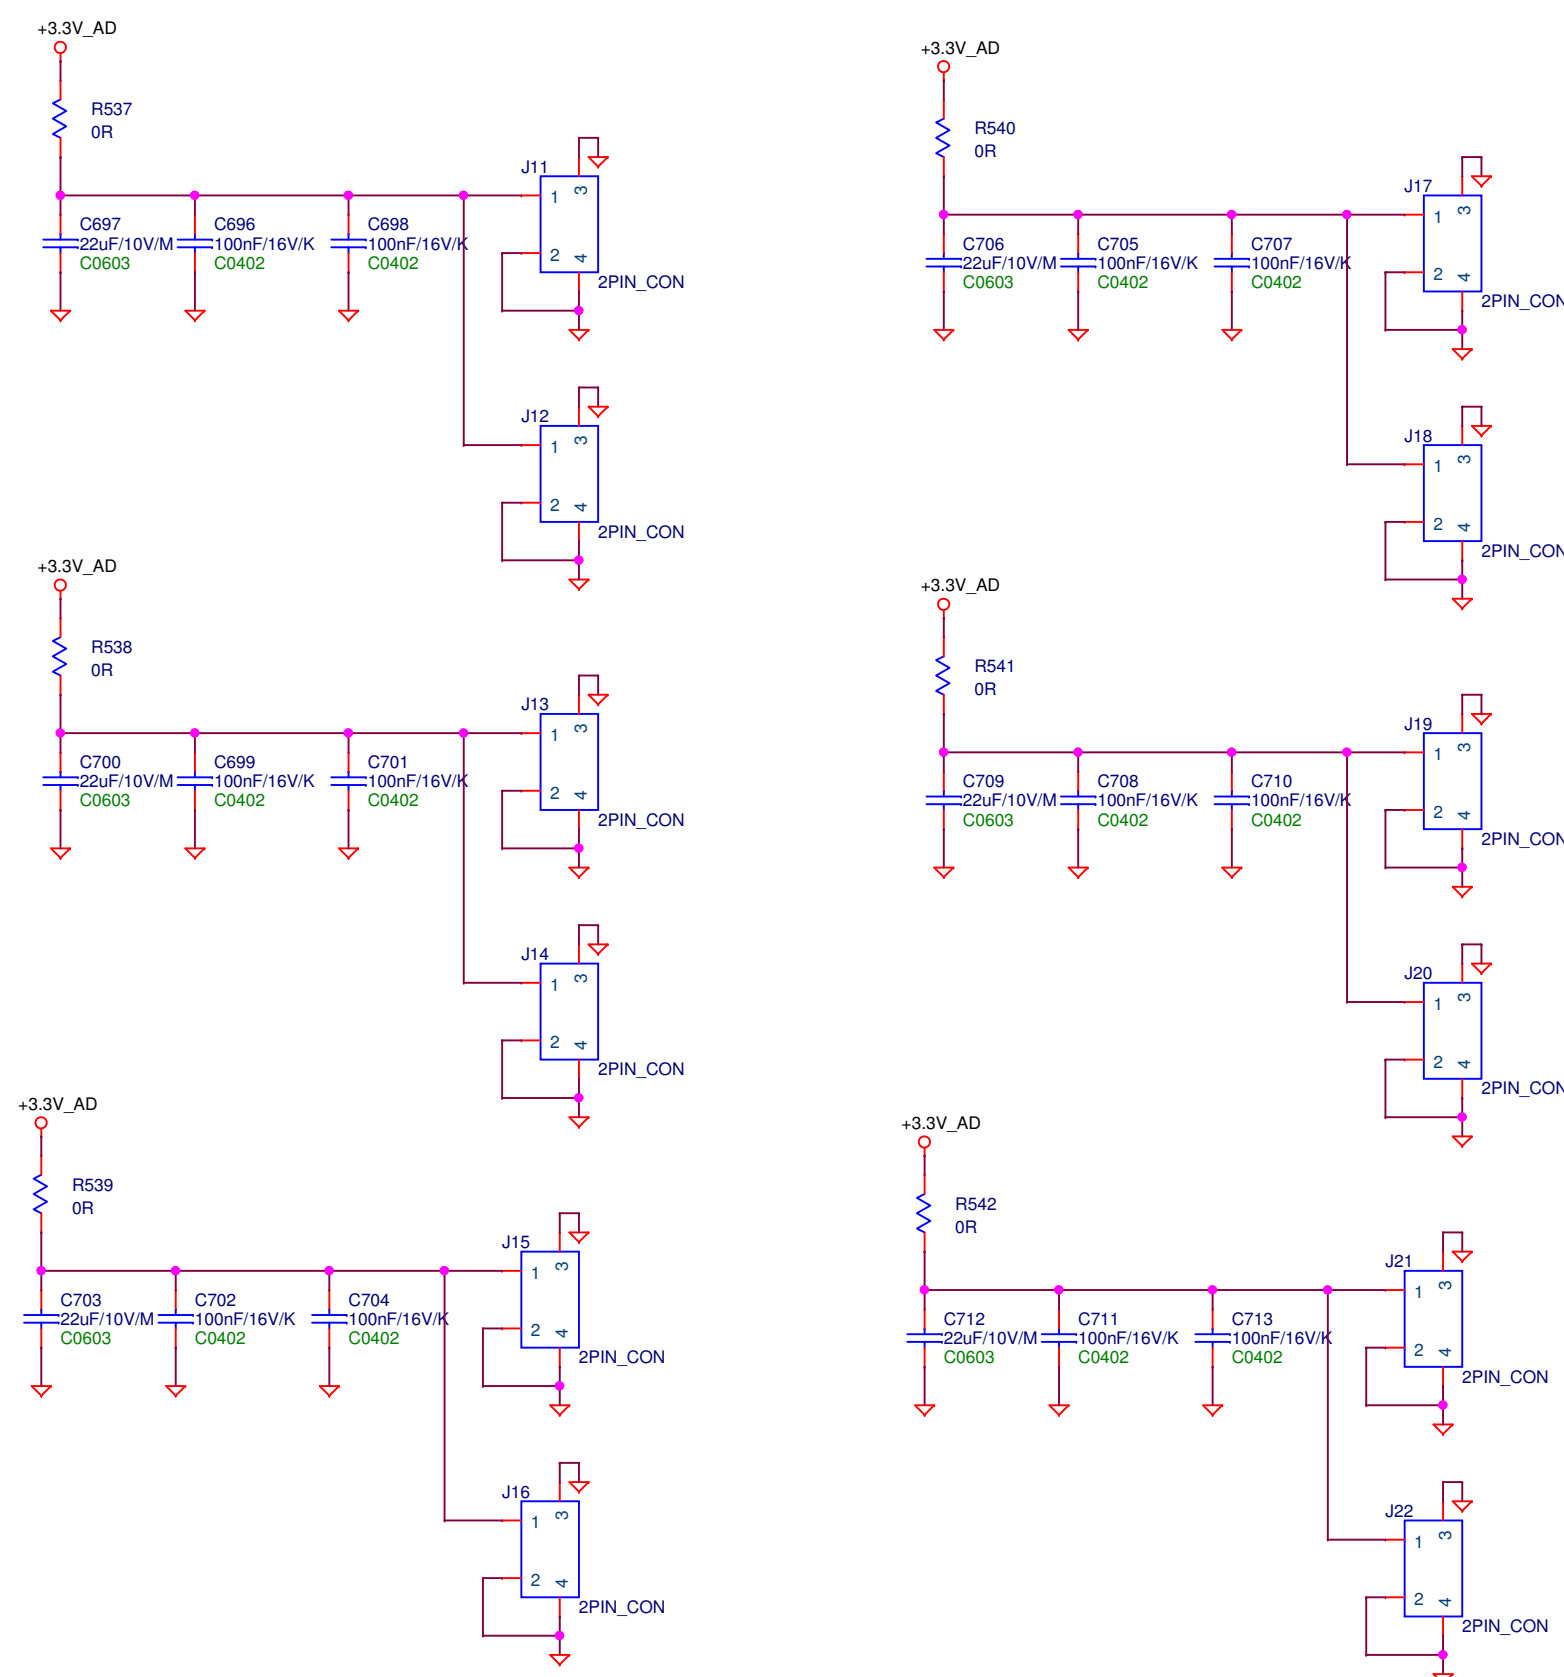 +3.3V_AD
R537
0R
J11
1
3
2
4
2PIN_CON
C697
22uF/10V/M
C0603
C696
100nF/16V/K
C0402
C698
100nF/16V/K
C0402
J12
1
3
2
4
2PIN_CON
+3.3V_AD
R538
0R
J13
1
3
2
4
2PIN_CON
C700
22uF/10V/M
C0603
C699
100nF/16V/K
C0402
C701
100nF/16V/K
C0402
J14
1
3
2
4
2PIN_CON
+3.3V_AD
R539
0R
J15
1
3
2
4
2PIN_CON
C703
22uF/10V/M
C0603
C702
100nF/16V/K
C0402
C704
100nF/16V/K
C0402
J16
1
3
2
4
2PIN_CON
+3.3V_AD
R540
0R
J17
1
3
2
4
2PIN_CON
C706
22uF/10V/M
C0603
C705
100nF/16V/K
C0402
C707
100nF/16V/K
C0402
J18
1
3
2
4
2PIN_CON
+3.3V_AD
R541
0R
J19
1
3
2
4
2PIN_CON
C709
22uF/10V/M
C0603
C708
100nF/16V/K
C0402
C710
100nF/16V/K
C0402
J20
1
3
2
4
2PIN_CON
+3.3V_AD
R542
0R
J21
1
3
2
4
2PIN_CON
C712
22uF/10V/M
C0603
C711
100nF/16V/K
C0402
C713
100nF/16V/K
C0402
J22
1
3
2
4
2PIN_CON